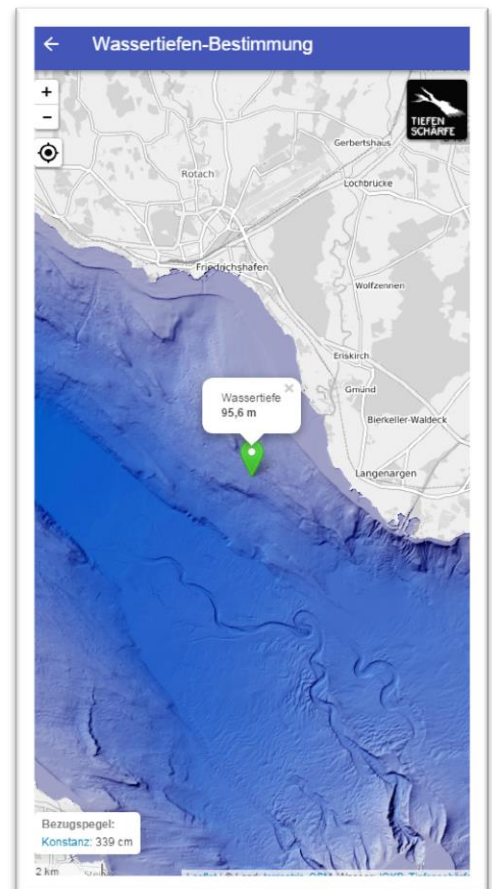 Wassertiefen-Bestimmung
+
−
TIEFEN
SCHÄRFE
Gerbertshaus
Rotach
Lochbrücke
Friedrichshafen
Wolfzennen
Eriskirch
Wassertiefe ×
95,6 m
Gmünd
Bierkeller-Waldeck
Langenargen
Bezugspegel:
Konstanz: 339 cm
2 km